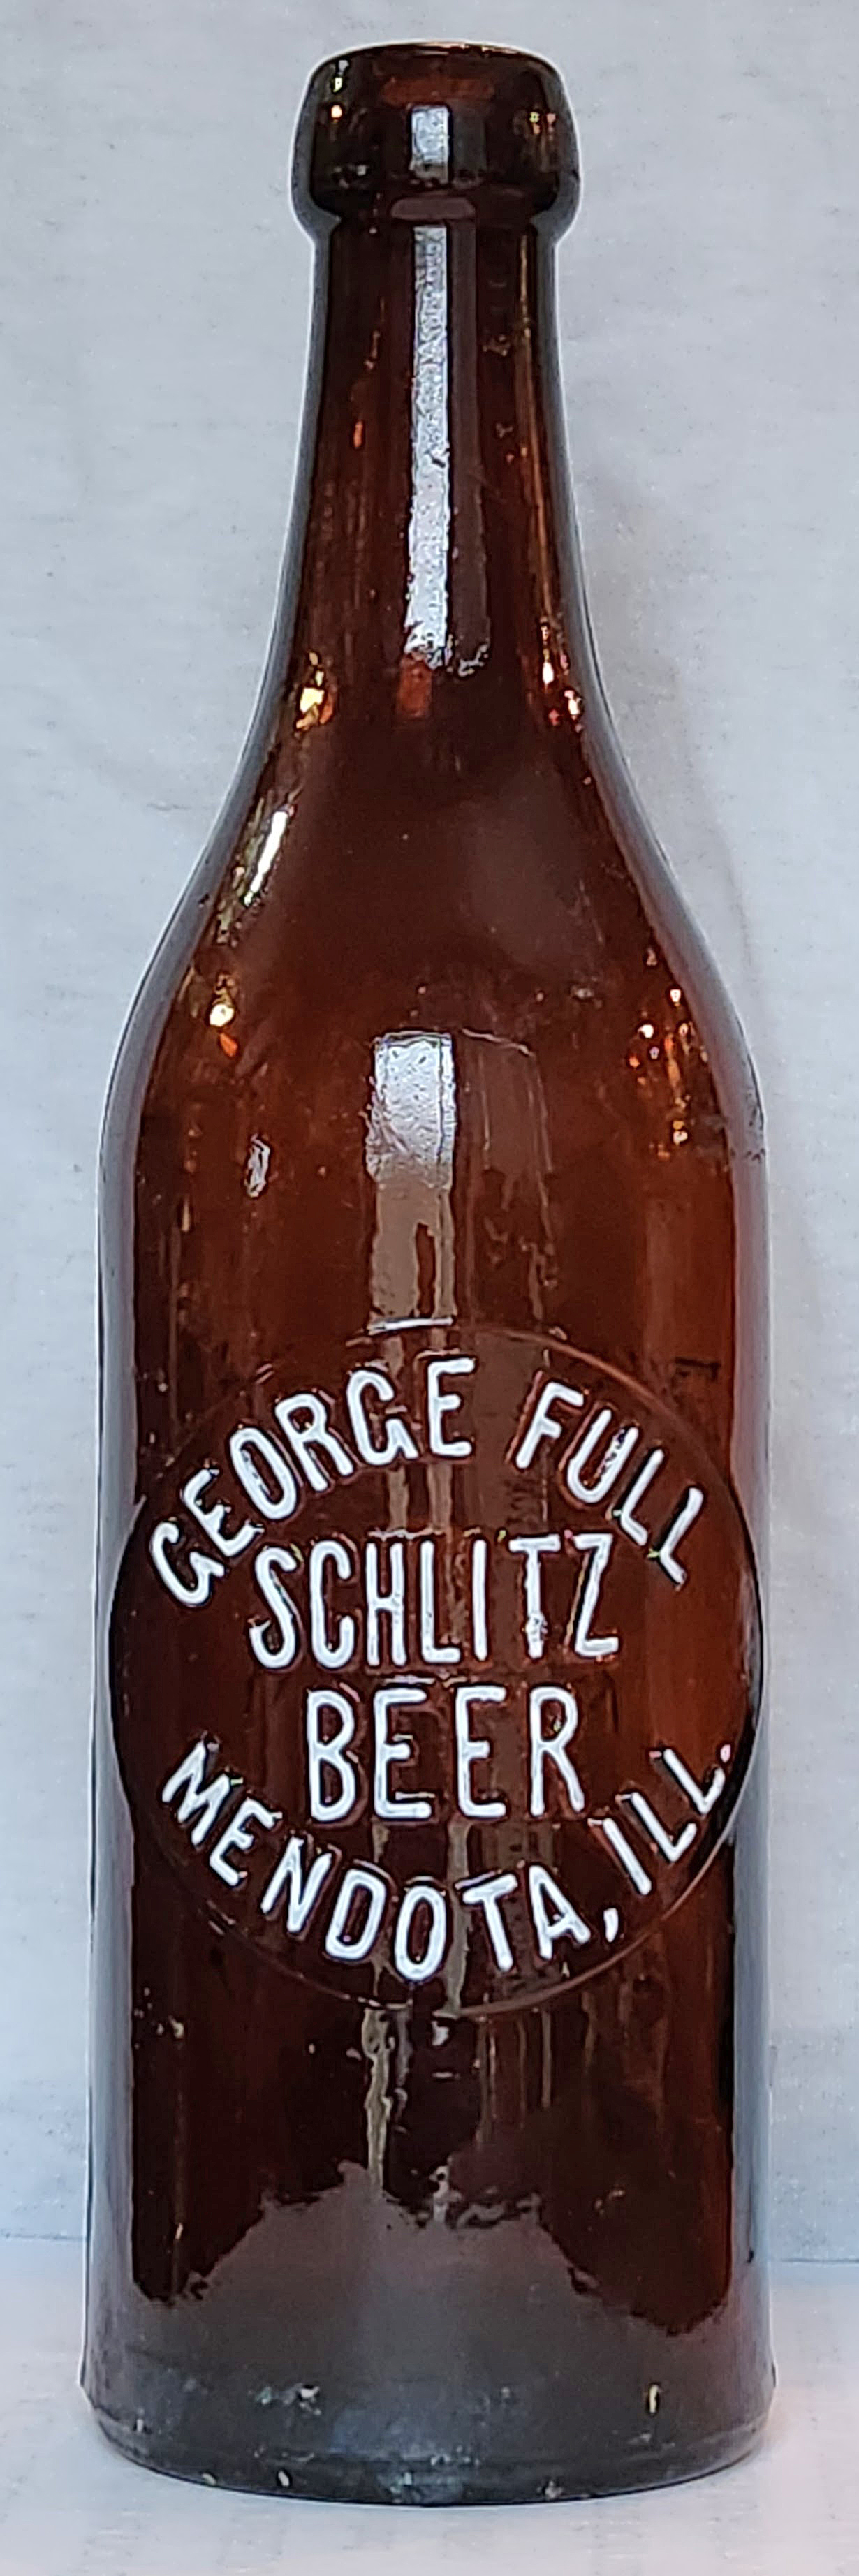 GEORGE FULL
SCHLITZ
BEER
MENDOTA, ILL.